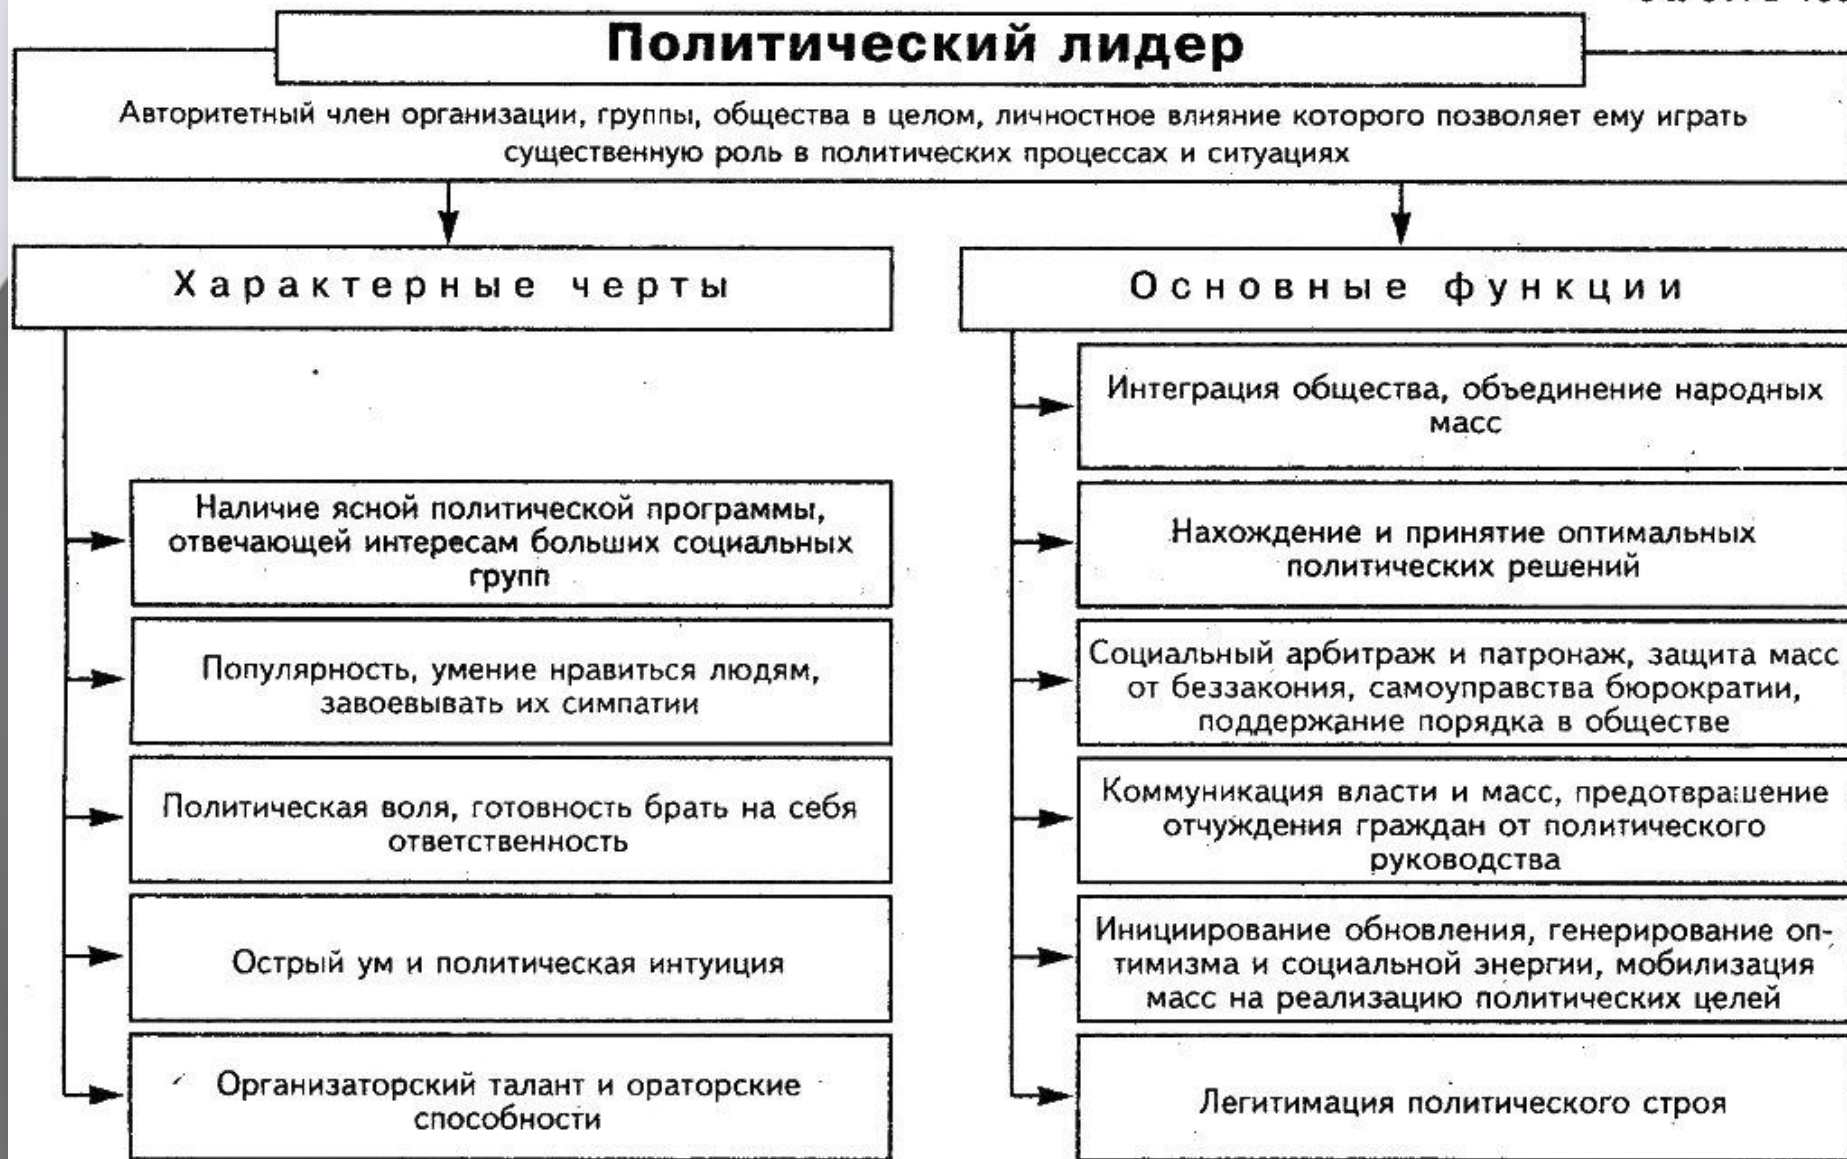 Политический лидер
Авторитетный член организации, группы, общества в целом, личностное влияние которого позволяет ему играть
существенную роль в политических процессах и ситуациях
Характерные черты
Наличие ясной политической программы,
отвечающей интересам больших социальных
групп
Популярность, умение нравиться людям,
завоевывать их симпатии
Политическая воля, готовность брать на себя
ответственность
Острый ум и политическая интуиция
Организаторский талант и ораторские
способности
Основные функции
Интеграция общества, объединение народных
масс
Нахождение и принятие оптимальных
политических решений
Социальный арбитраж и патронаж, защита масс
от беззакония, самоуправства бюрократии,
поддержание порядка в обществе
Коммуникация власти и масс, предотвращение
отчуждения граждан от политического
руководства
Инициирование обновления, генерирование оп-
тимизма и социальной энергии, мобилизация
масс на реализацию политических целей
Легитимация политического строя